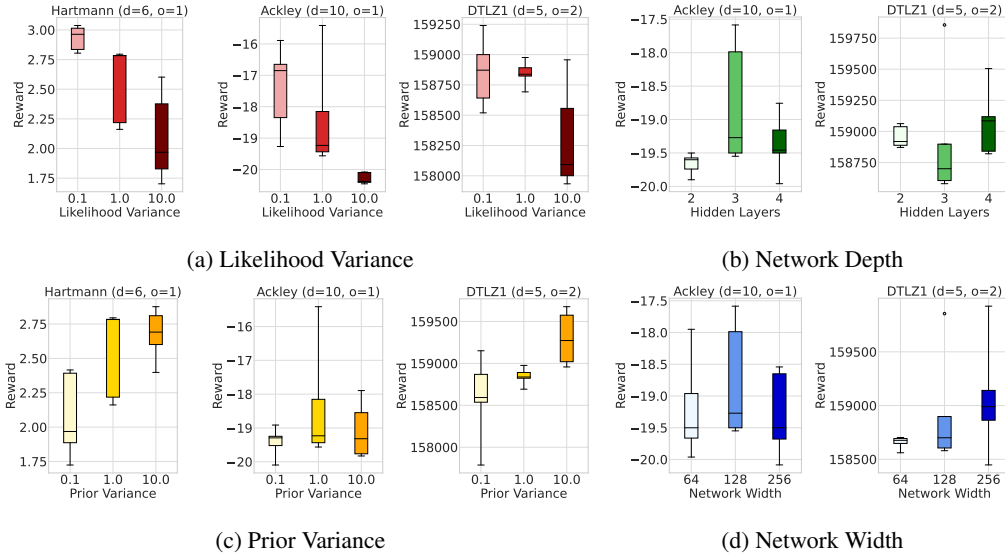 Hartmann (d=6, o=1)
Reward
3.00
2.75
2.50
2.25
2.00
1.75
0.1 1.0 10.0
Likelihood Variance
Ackley (d=10, o=1)
Reward
−16
−17
−18
−19
−20
0.1 1.0 10.0
Likelihood Variance
DTLZ1 (d=5, o=2)
Reward
159250
159000
158750
158500
158250
158000
0.1 1.0 10.0
Likelihood Variance
(a) Likelihood Variance
Ackley (d=10, o=1)
Reward
−17.5
−18.0
−18.5
−19.0
−19.5
−20.0
2 3 4
Hidden Layers
DTLZ1 (d=5, o=2)
Reward
159750
159500
159250
159000
158750
2 3 4
Hidden Layers
(b) Network Depth
Hartmann (d=6, o=1)
Reward
2.75
2.50
2.25
2.00
1.75
0.1 1.0 10.0
Prior Variance
Ackley (d=10, o=1)
Reward
−16
−17
−18
−19
−20
0.1 1.0 10.0
Prior Variance
DTLZ1 (d=5, o=2)
Reward
159500
159000
158500
158000
0.1 1.0 10.0
Prior Variance
(c) Prior Variance
Ackley (d=10, o=1)
Reward
−17.5
−18.0
−18.5
−19.0
−19.5
−20.0
64 128 256
Network Width
DTLZ1 (d=5, o=2)
Reward
159500
159000
158500
64 128 256
Network Width
(d) Network Width